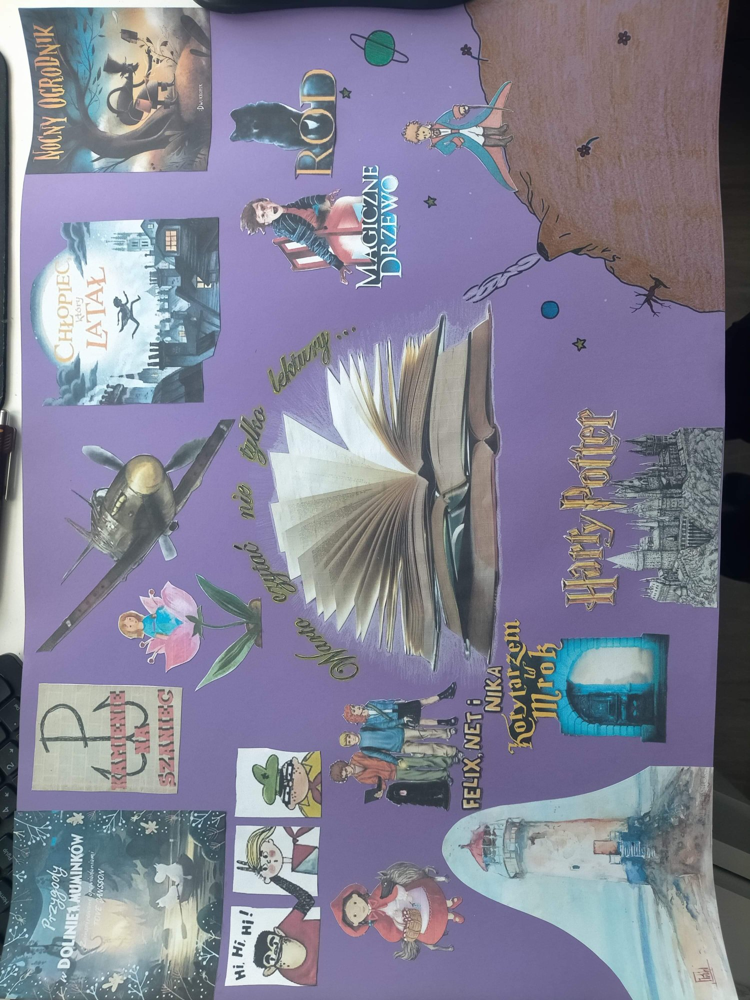 Przygody
w DOLINIE MUMINKÓW
TOVE JANSSON
KAMIENIE
NA
SZANIEC
CHŁOPIEC
który
LATAŁ
NOCNY OGRODNIK
:DWUKROPEK
Hi, Hi, Hi!
Warto czytać nie tylko lektury...
MAGICZNE
DRZEWO
RÓD
FELIX, NET i
NIKA
Korytarzem
w
Mrok
Harry Potter